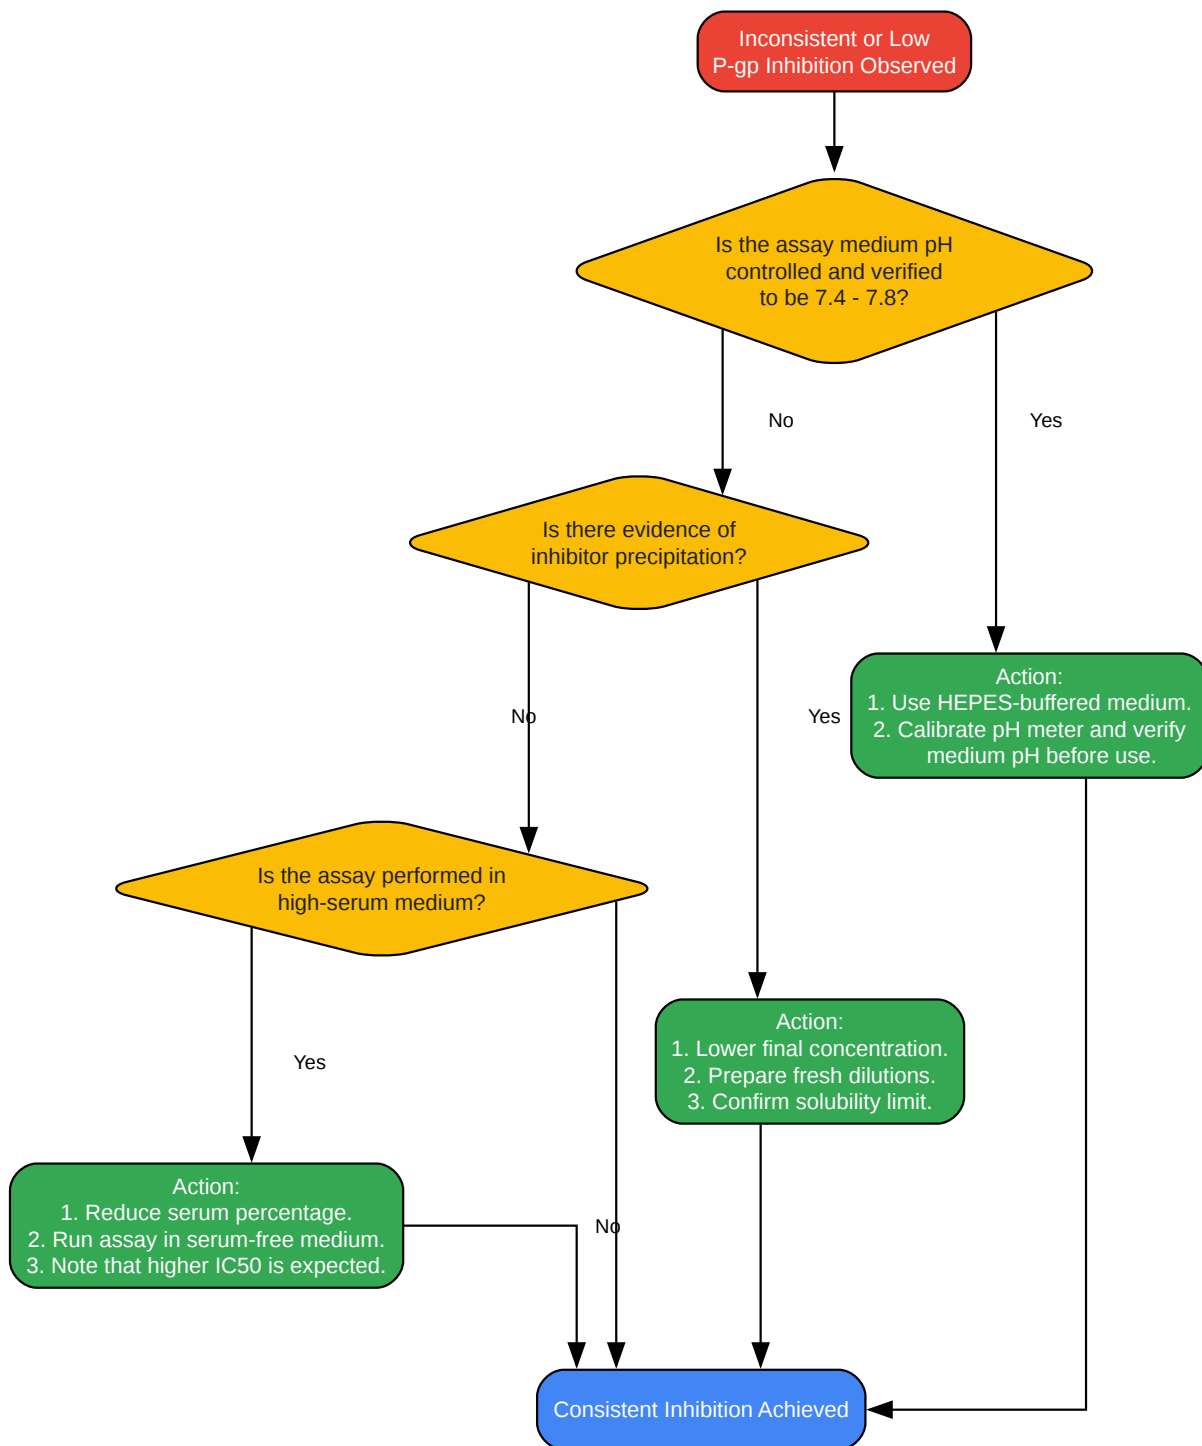 Inconsistent or Low
P-gp Inhibition Observed
Is the assay medium pH
controlled and verified
to be 7.4 - 7.8?
No
Yes
Is there evidence of
inhibitor precipitation?
Action:
1. Use HEPES-buffered medium.
2. Calibrate pH meter and verify
medium pH before use.
No
Yes
Is the assay performed in
high-serum medium?
Action:
1. Lower final concentration.
2. Prepare fresh dilutions.
3. Confirm solubility limit.
Yes
Action:
1. Reduce serum percentage.
2. Run assay in serum-free medium.
3. Note that higher IC50 is expected.
No
Consistent Inhibition Achieved